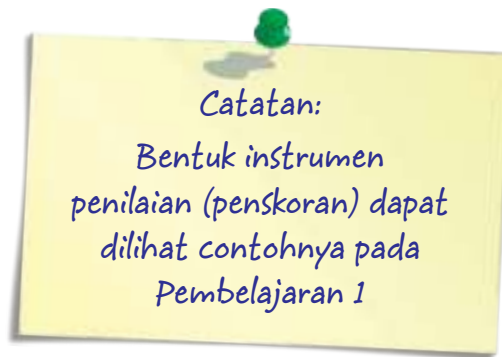 Catatan:
Bentuk instrumen
penilaian (penskoran) dapat
dilihat contohnya pada
Pembelajaran 1